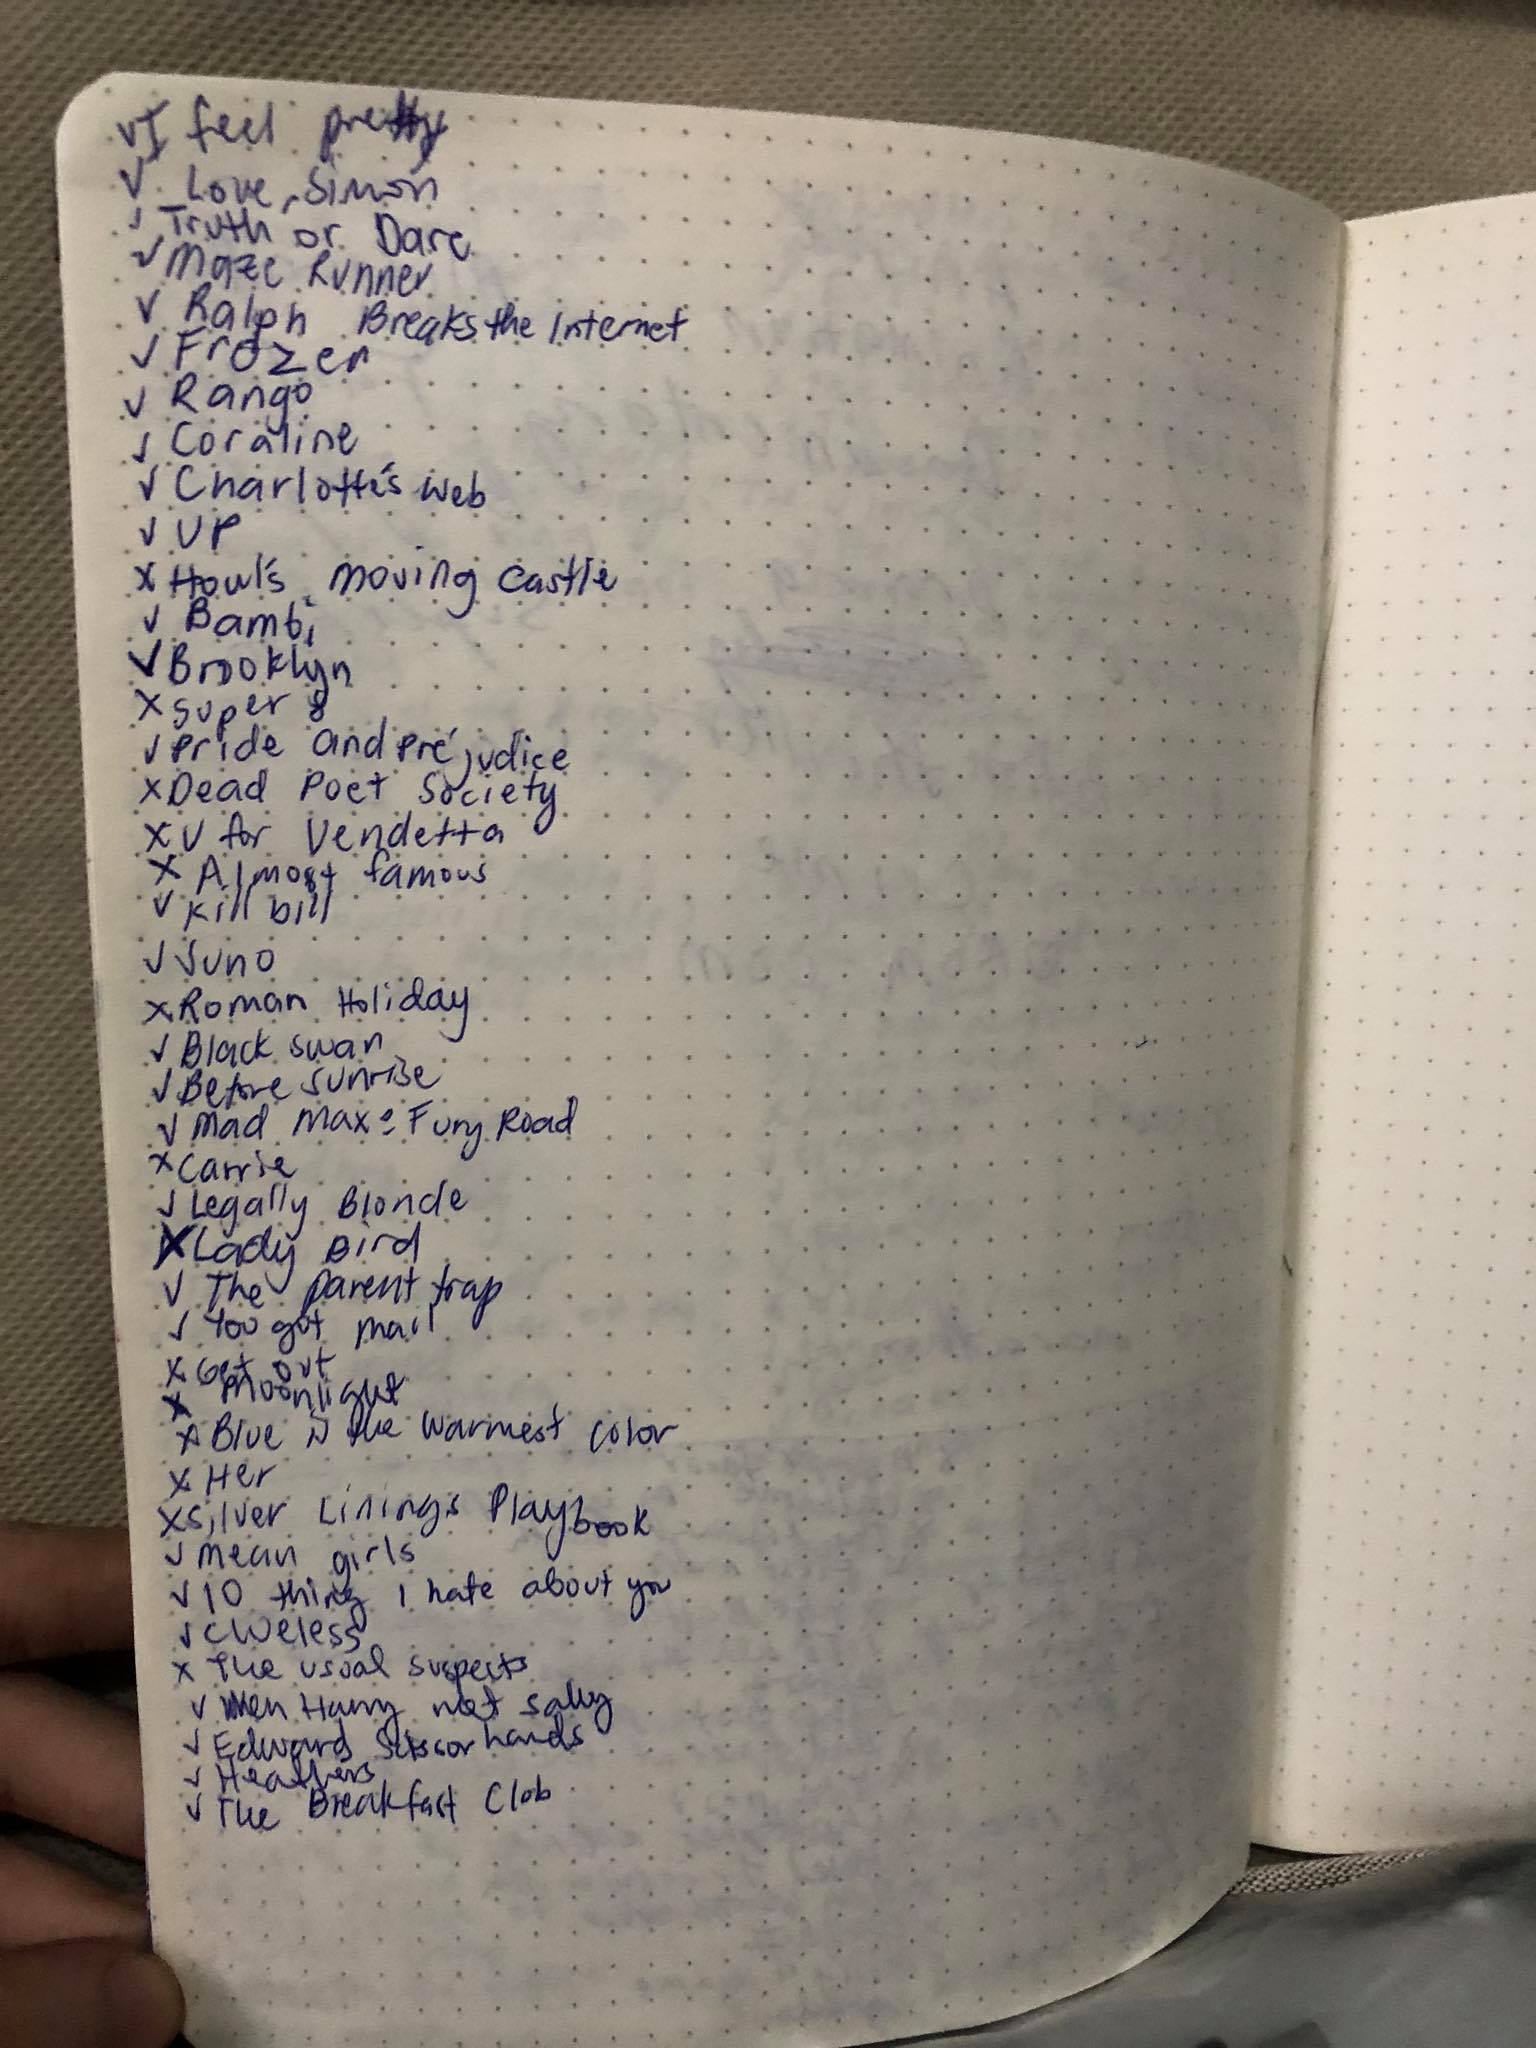 ✓ I feel pretty
✓ Love, Simon
✓ Truth or Dare
✓ Maze Runner
✓ Ralph Breaks the Internet
✓ Frozen
✓ Rango
✓ Coraline
✓ Charlotte's web
✓ UP
X Howl's moving castle
✓ Bambi
✓ Brooklyn
X super 8
✓ Pride and Prejudice
X Dead Poet Society
X V for Vendetta
X Almost famous
✓ Kill bill
✓ Juno
X Roman Holiday
✓ Black swan
✓ Before sunrise
✓ Mad Max: Fury Road
X Carrie
✓ Legally Blonde
X Lady Bird
✓ The parent trap
✓ You got mail
X Get out
X Moonlight
X Blue is the warmest color
X Her
X Silver Linings Playbook
✓ mean girls
✓ 10 thing I hate about you
✓ clueless
X The usual suspects
✓ When Harry met sally
✓ Edward Scissorhands
✓ Heathers
✓ The Breakfast Club